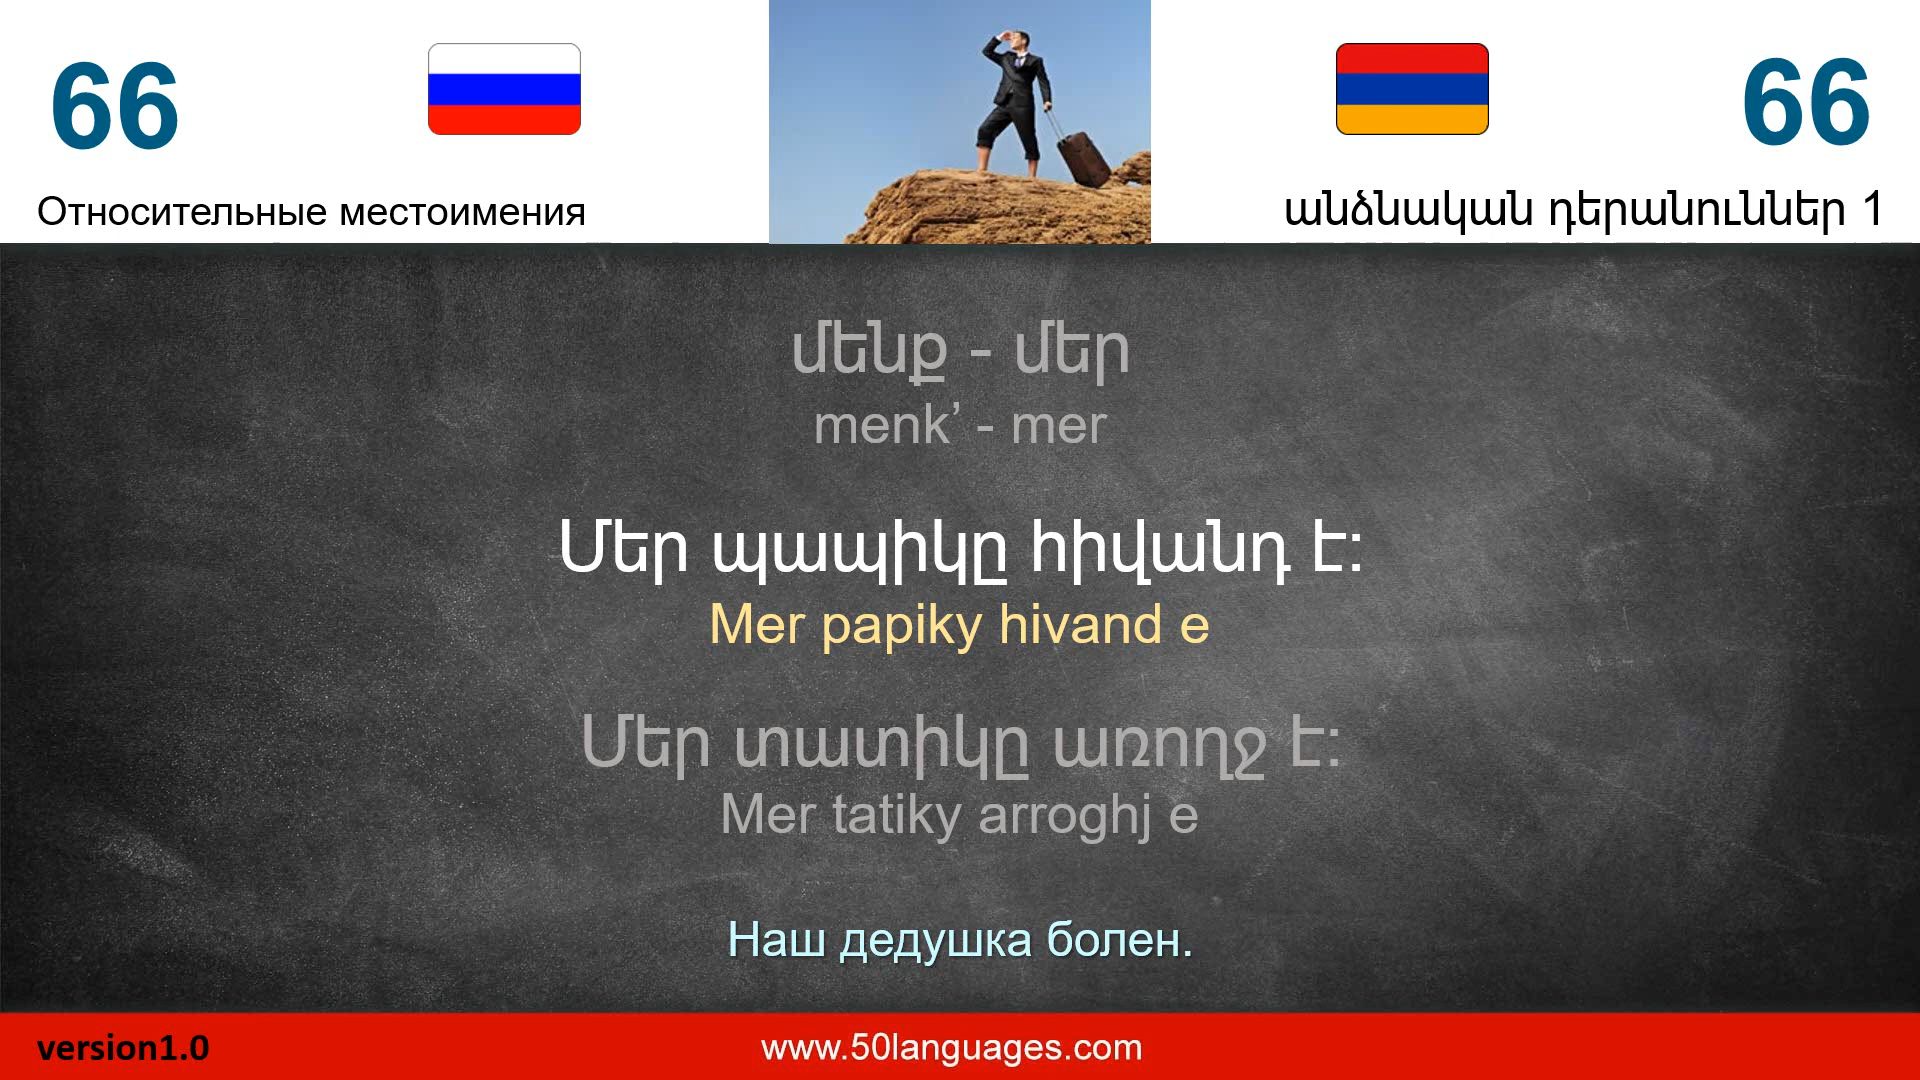 66
66
Относительные местоимения
անձնական դերանուններ 1
մենք - մեր
menk’ - mer
Մեր պապիկը հիվանդ է:
Mer papiky hivand e
Մեր տատիկը առողջ է:
Mer tatiky arroghj e
Наш дедушка болен.
version1.0
www.50languages.com